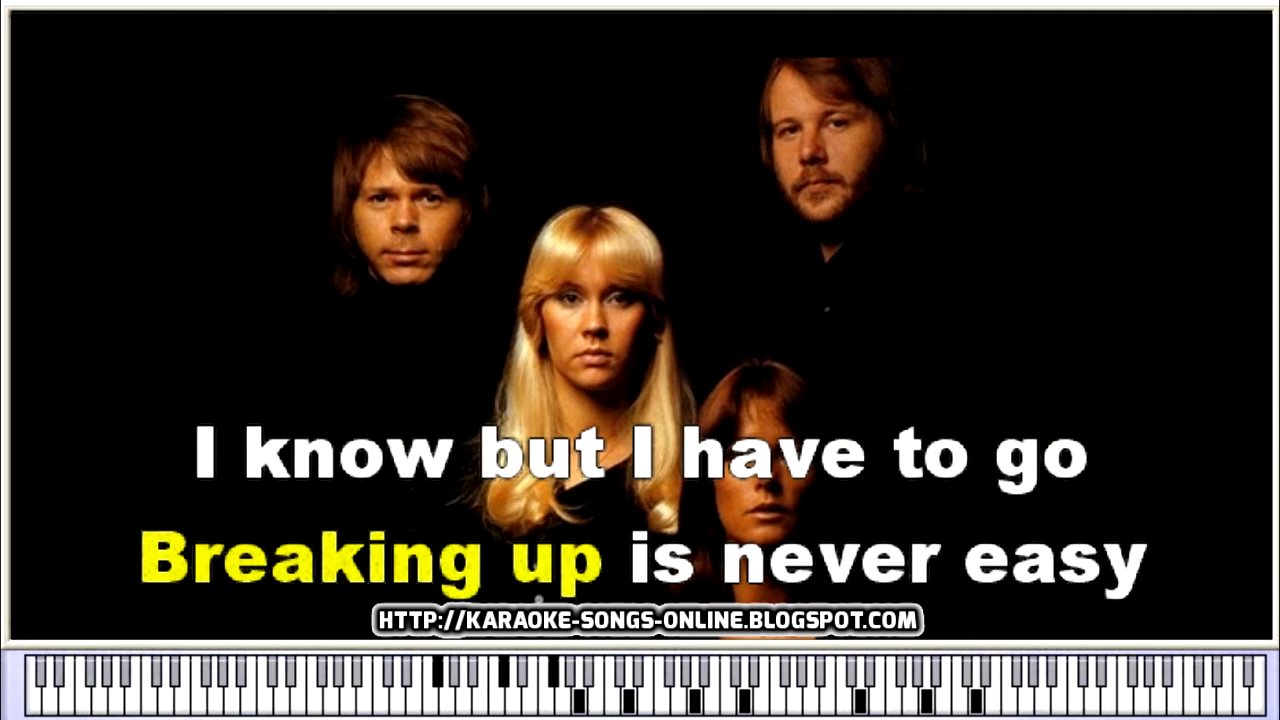 I know but I have to go
Breaking up is never easy
HTTP://KARAOKE-SONGS-ONLINE.BLOGSPOT.COM